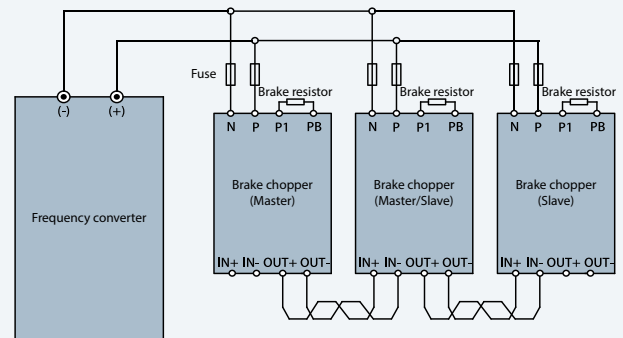 Fuse
Brake resistor Brake resistor Brake resistor
(-) (+)
N P P1 PB N P P1 PB N P P1 PB
Brake chopper
(Master)
Brake chopper
(Master/Slave)
Brake chopper
(Slave)
Frequency converter
IN+ IN- OUT+ OUT- IN+ IN- OUT+ OUT- IN+ IN- OUT+ OUT-